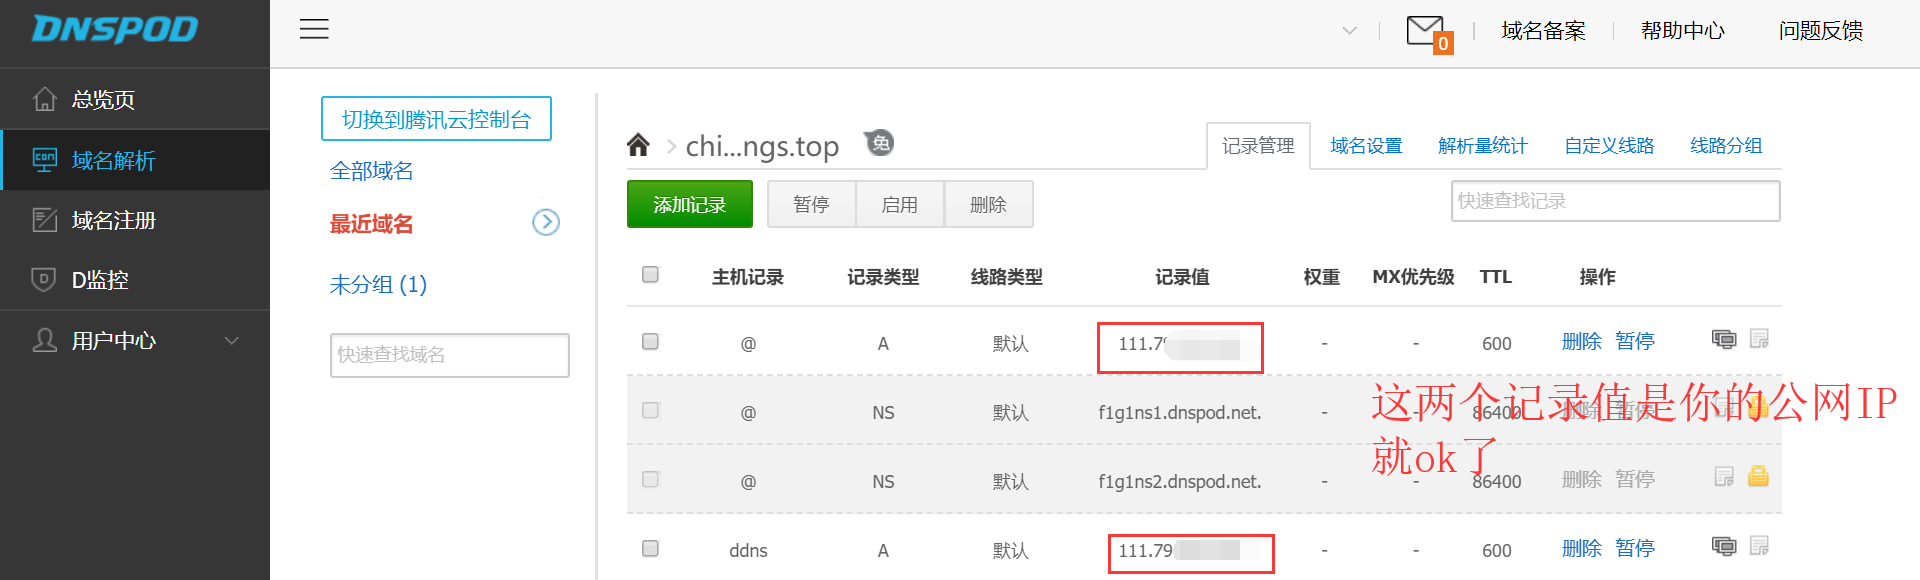 DNSPOD
0
域名备案
帮助中心
问题反馈
总览页
域名解析
域名注册
D监控
用户中心
切换到腾讯云控制台
全部域名
最近域名
未分组 (1)
快速查找域名
chi...ngs.top
免
记录管理
域名设置
解析量统计
自定义线路
线路分组
添加记录
暂停
启用
删除
快速查找记录
主机记录 记录类型 线路类型 记录值 权重 MX优先级 TTL 操作
@ A 默认 111.79 - - 600 删除 暂停
@ NS 默认 f1g1ns1.dnspod.net. - - 86400 删除 暂停
@ NS 默认 f1g1ns2.dnspod.net. - - 86400 删除 暂停
ddns A 默认 111.79 - - 600 删除 暂停
这两个记录值是你的公网IP
就ok了